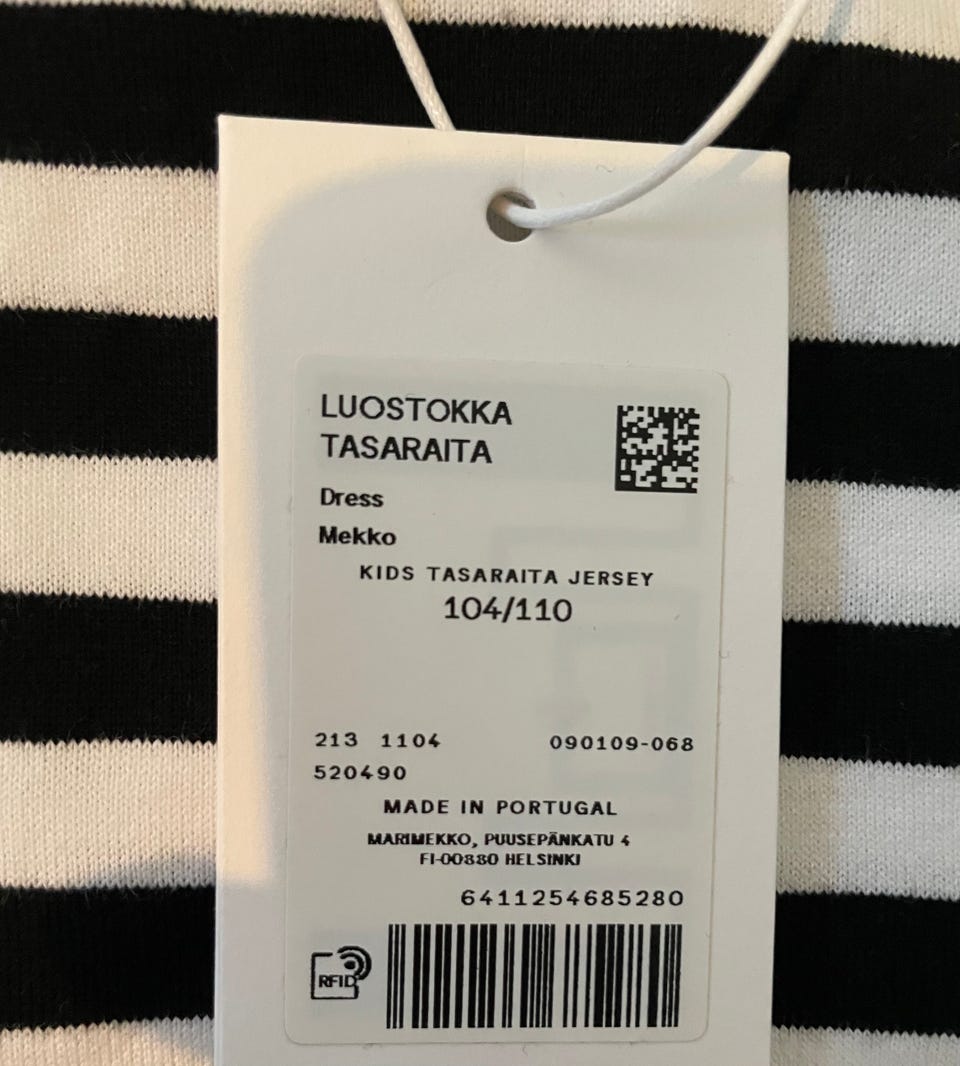 LUOSTOKKA
TASARAITA
Dress
Mekko
KIDS TASARAITA JERSEY
104/110
213 1104 090109-068
520490
MADE IN PORTUGAL
MARIMEKKO, PUUSEPÄNKATU 4
FI-00880 HELSINKI
6411254685280
RFID